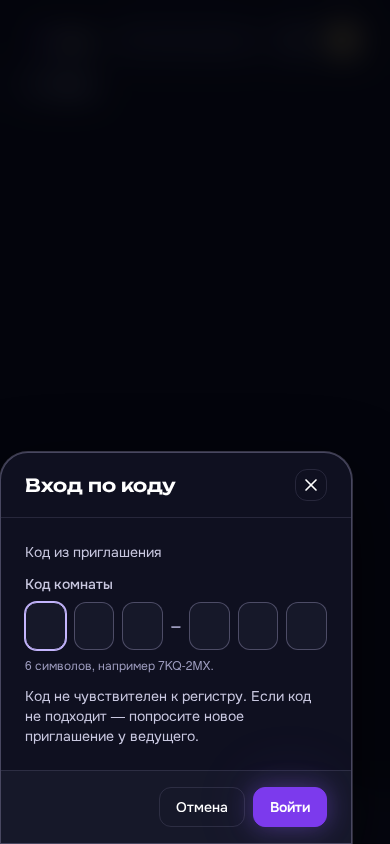 Вход по коду
Код из приглашения
Код комнаты
–
6 символов, например 7KQ-2MX.
Код не чувствителен к регистру. Если код
не подходит — попросите новое
приглашение у ведущего.
Отмена
Войти